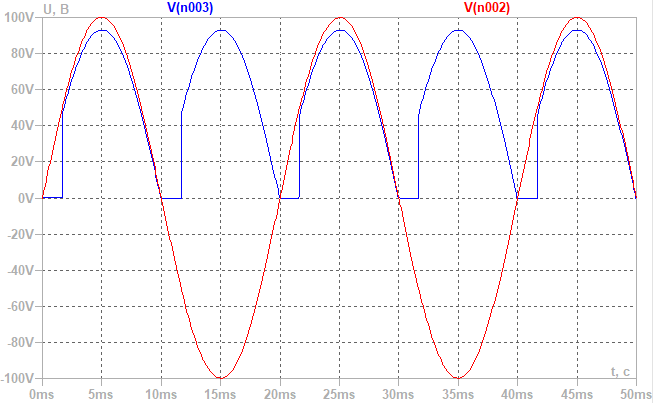 U, В V(n003) V(n002)
100V
80V
60V
40V
20V
0V
-20V
-40V
-60V
-80V
-100V
t, c
0ms 5ms 10ms 15ms 20ms 25ms 30ms 35ms 40ms 45ms 50ms